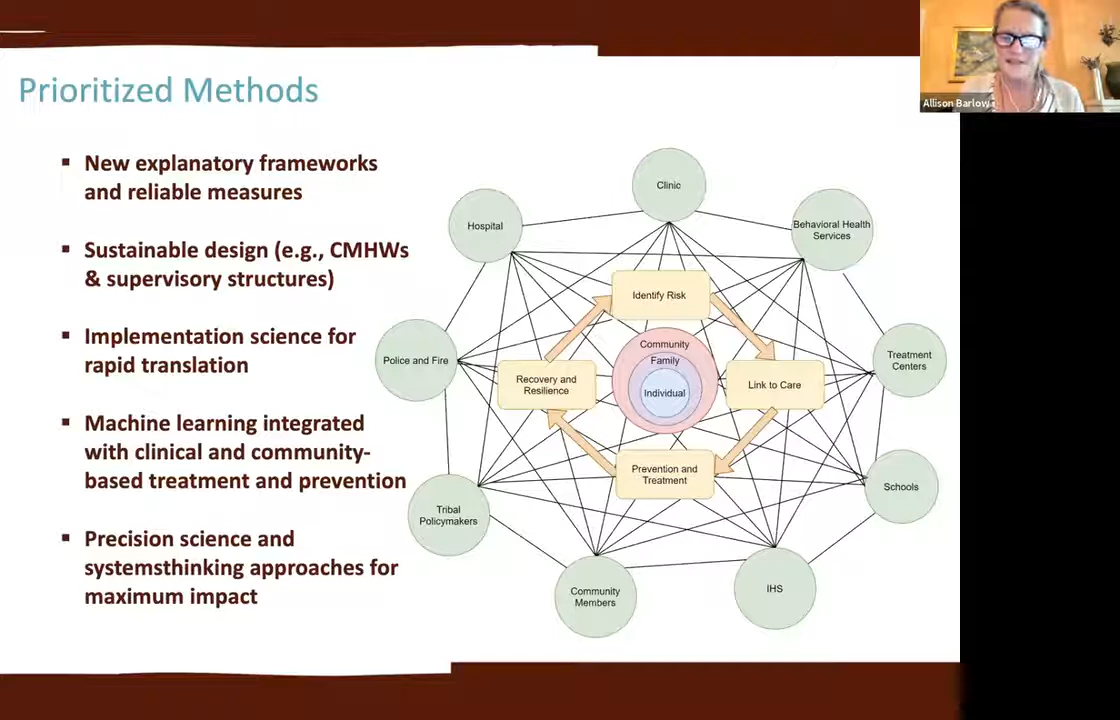 Prioritized Methods
Allison Barlow
New explanatory frameworks
and reliable measures
Sustainable design (e.g., CMHWs
& supervisory structures)
Implementation science for
rapid translation
Machine learning integrated
with clinical and community-
based treatment and prevention
Precision science and
systemsthinking approaches for
maximum impact
Clinic
Hospital
Behavioral Health
Services
Identify Risk
Police and Fire
Community
Family
Individual
Treatment
Centers
Recovery and
Resilience
Link to Care
Prevention and
Treatment
Schools
Tribal
Policymakers
Community
Members
IHS